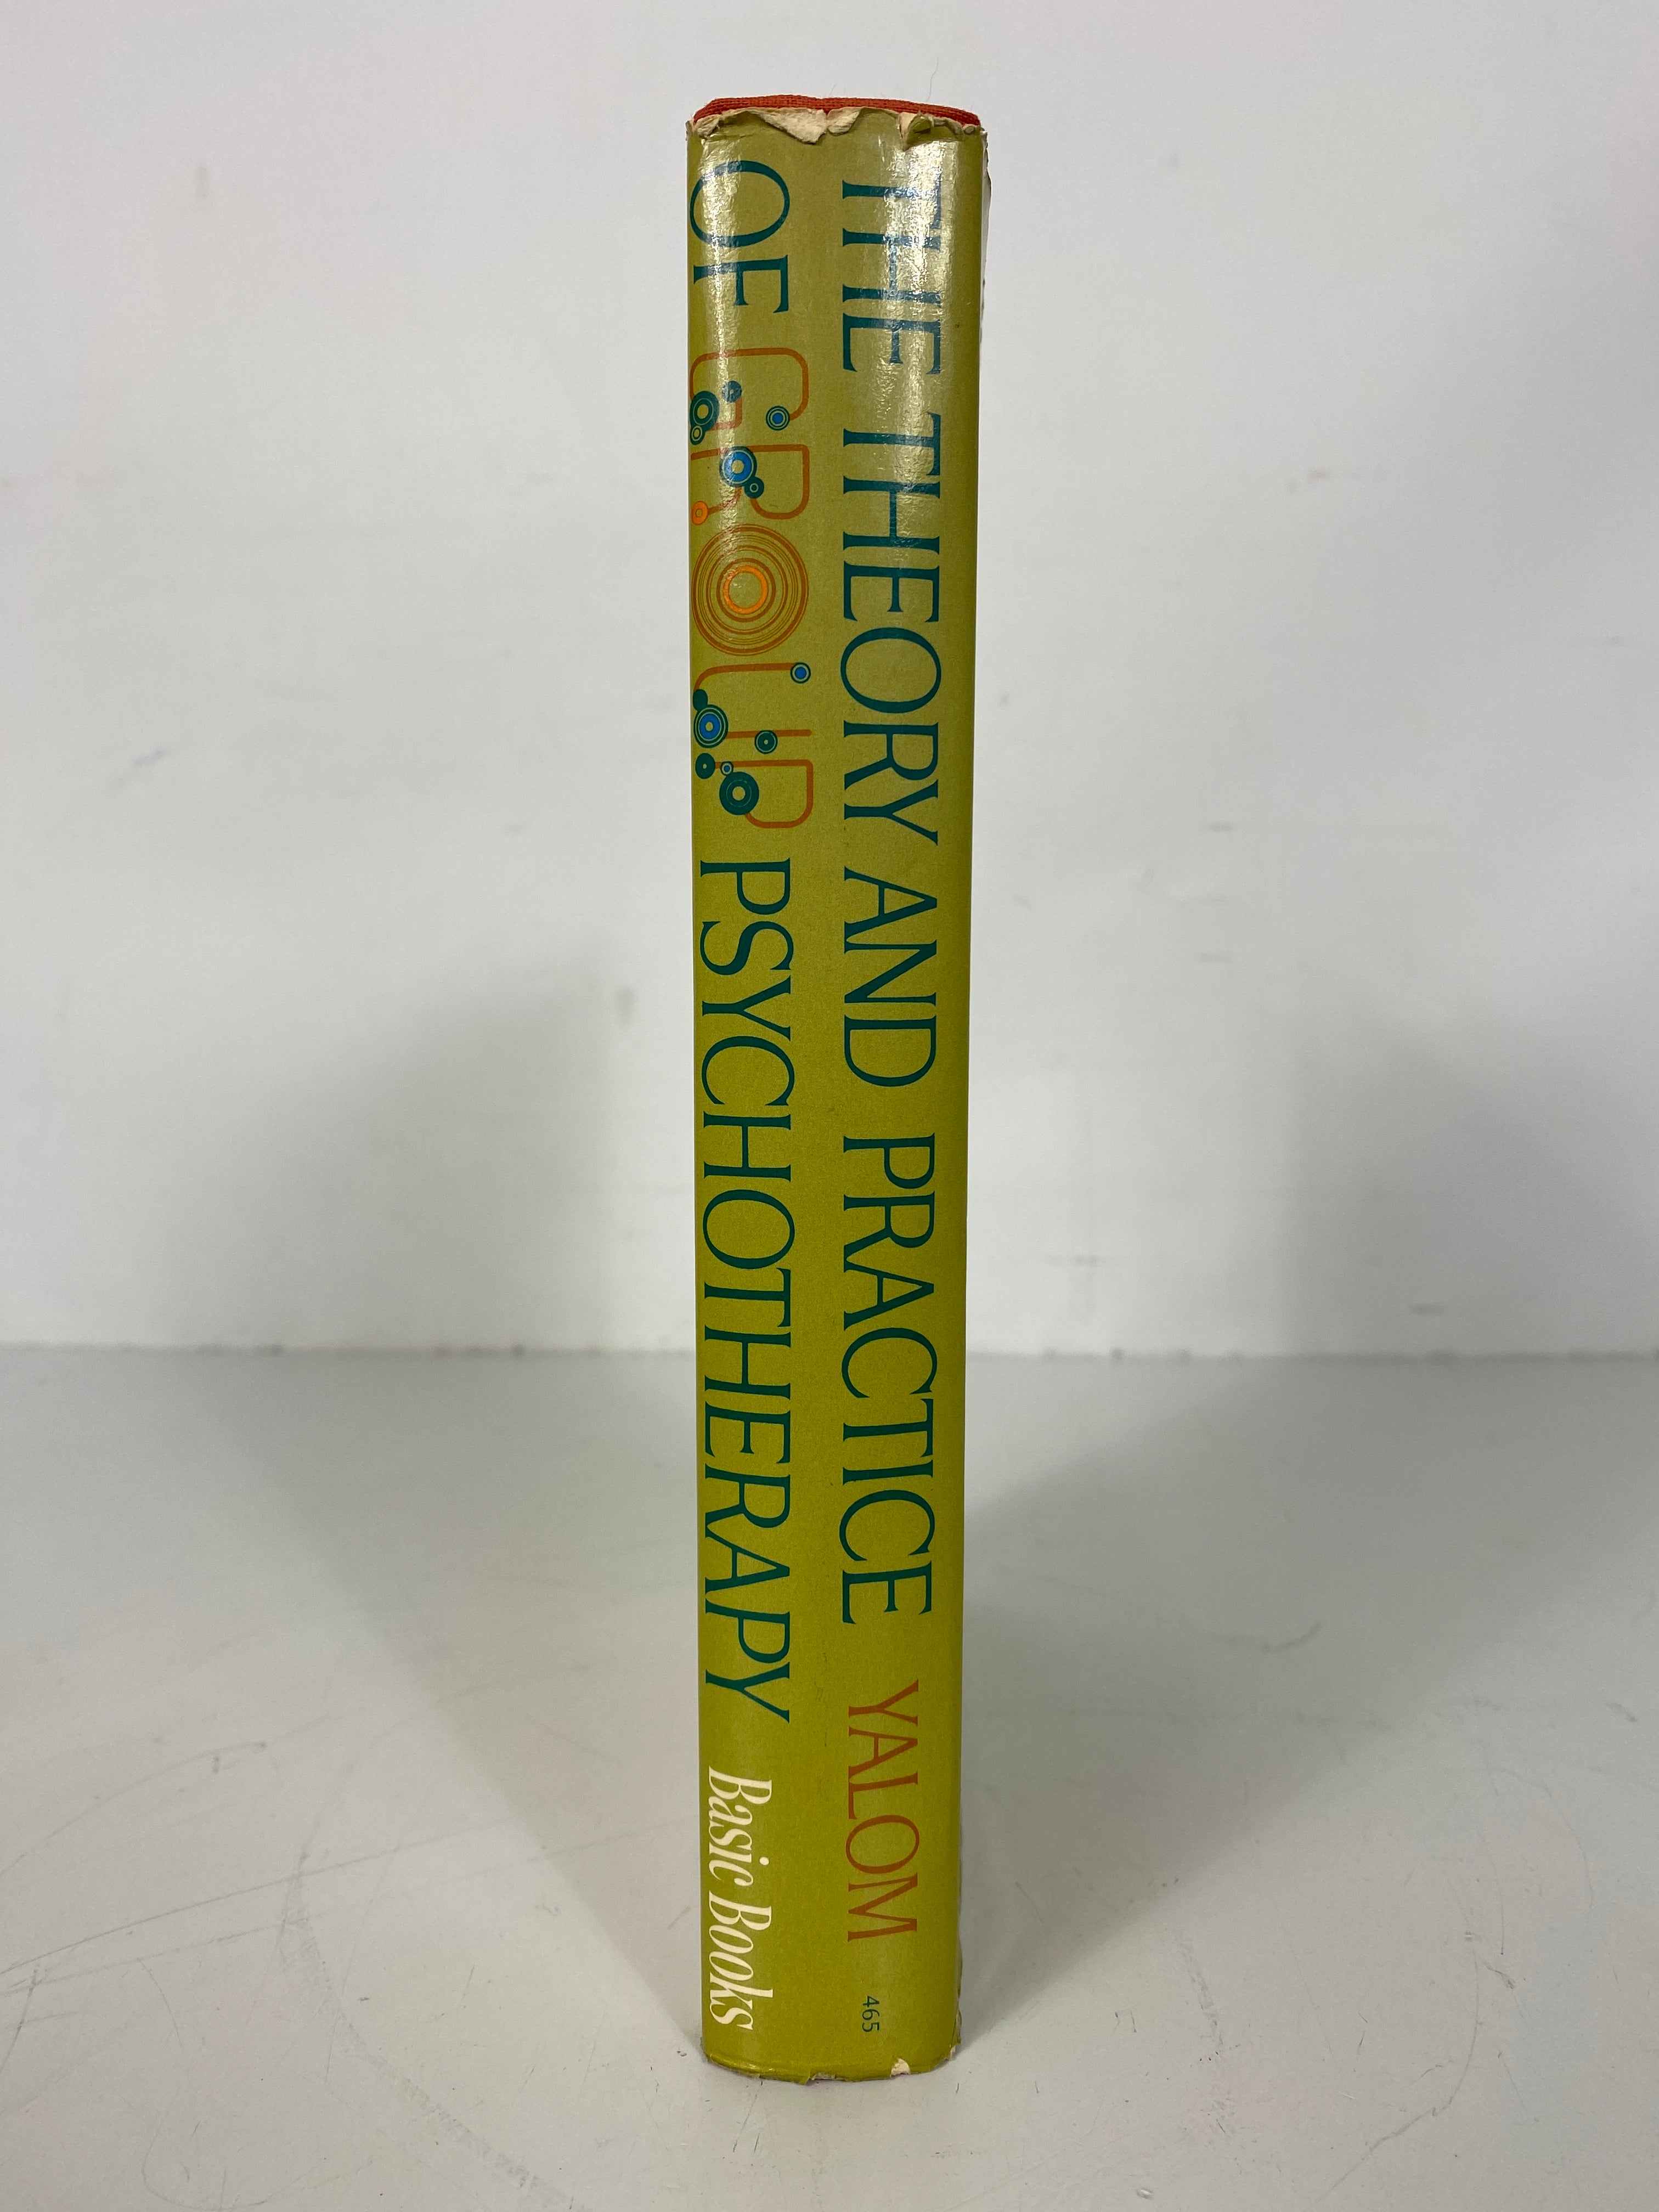 THE THEORY AND PRACTICE YALOM 465
OF GROUP PSYCHOTHERAPY Basic Books